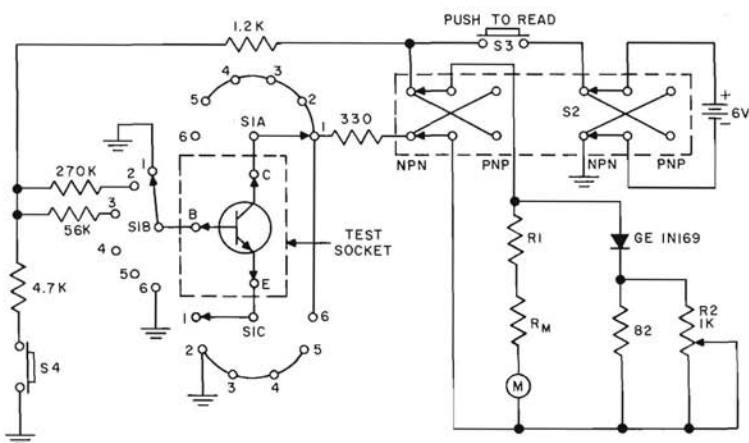 PUSH TO READ
1.2K
S3
4
3
5
2
S1A
1
330
S2
+
6V
−
6
NPN
PNP
NPN
PNP
270K
2
1
C
3
56K
S1B
B
TEST
SOCKET
GE IN169
R1
4
5
6
E
4.7K
1
S1C
6
RM
82
R2
1K
2
5
3
4
S4
M